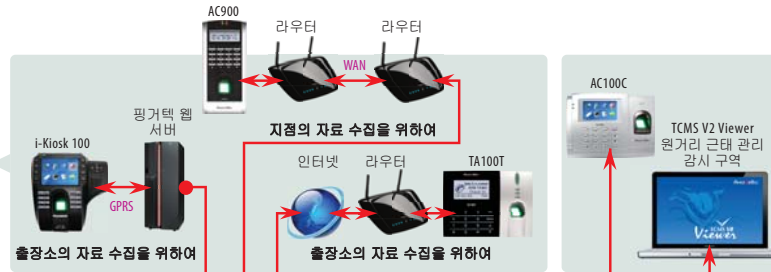 AC900
라우터
라우터
WAN
지점의 자료 수집을 위하여
i-Kiosk 100
핑거텍 웹
서버
GPRS
출장소의 자료 수집을 위하여
인터넷
라우터
TA100T
출장소의 자료 수집을 위하여
AC100C
TCMS V2 Viewer
원거리 근태 관리
감시 구역
TCMS V2
Viewer